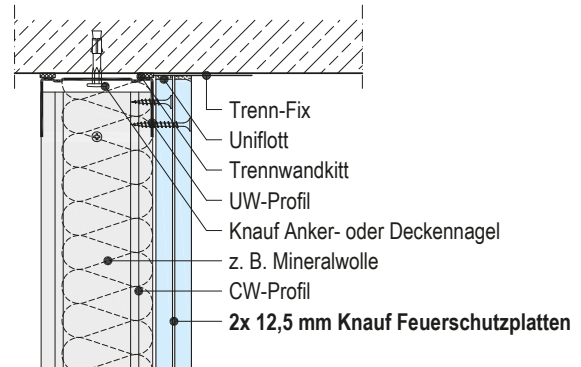 Trenn-Fix
Uniflott
Trennwandkitt
UW-Profil
Knauf Anker- oder Deckennagel
z. B. Mineralwolle
CW-Profil
2x 12,5 mm Knauf Feuerschutzplatten